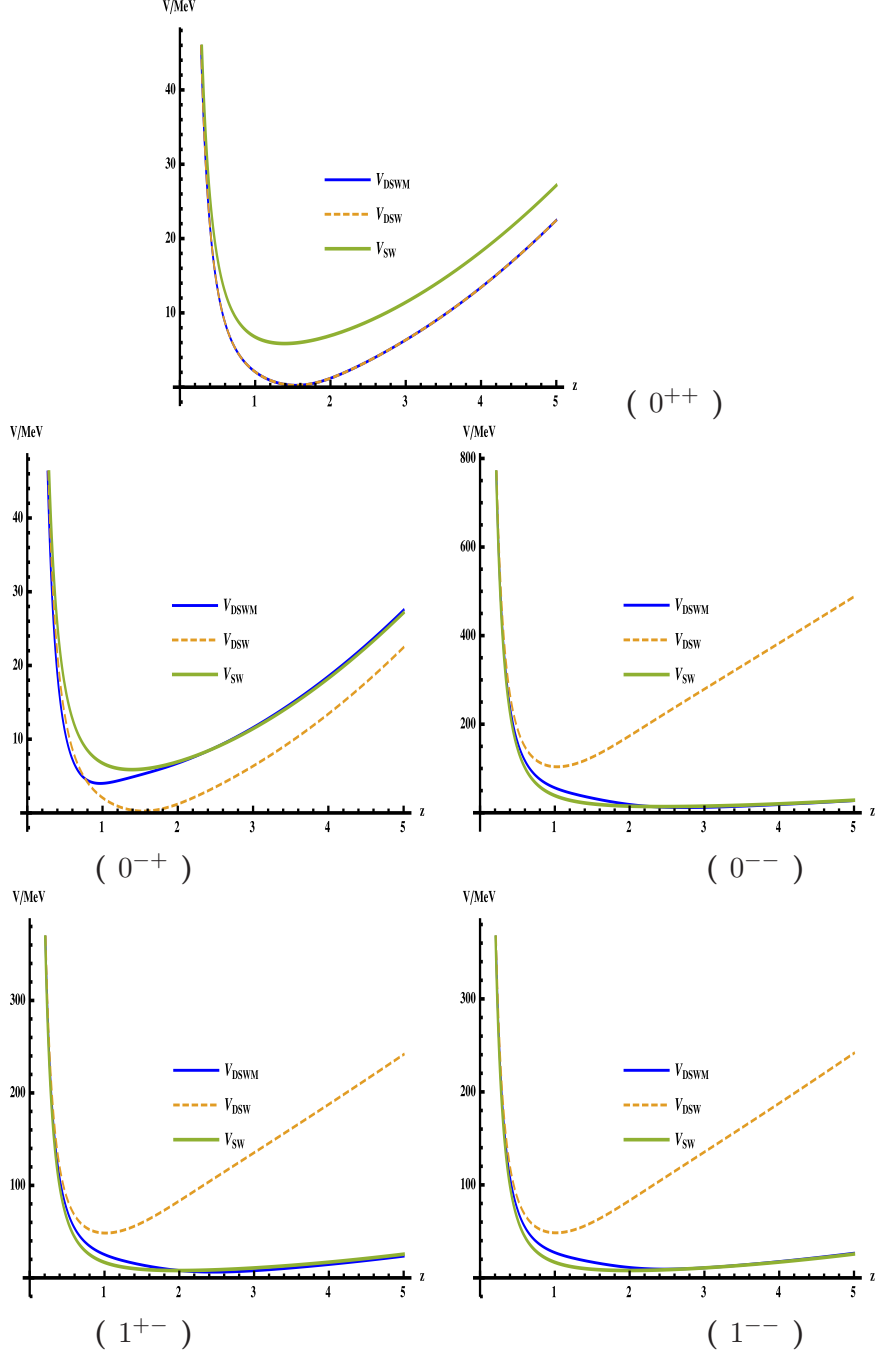 V/MeV
40
30
20
10
V_DSWM
V_DSW
V_SW
1 2 3 4 5 z
( 0^{++} )
V/MeV
40
30
20
10
V_DSWM
V_DSW
V_SW
1 2 3 4 5 z
( 0^{-+} )
V/MeV
800
600
400
200
V_DSWM
V_DSW
V_SW
1 2 3 4 5 z
( 0^{--} )
V/MeV
300
200
100
V_DSWM
V_DSW
V_SW
1 2 3 4 5 z
( 1^{+-} )
V/MeV
300
200
100
V_DSWM
V_DSW
V_SW
1 2 3 4 5 z
( 1^{--} )